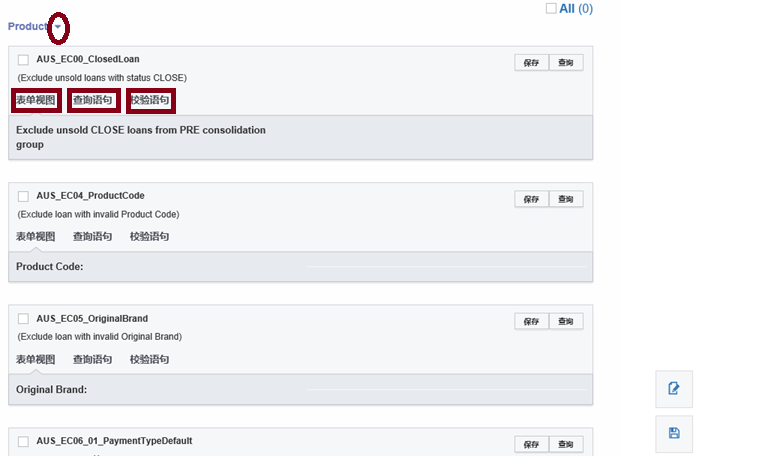 All (0)
Product
AUS_EC00_ClosedLoan
保存 查询
(Exclude unsold loans with status CLOSE)
表单视图 查询语句 校验语句
Exclude unsold CLOSE loans from PRE consolidation
group
AUS_EC04_ProductCode
保存 查询
(Exclude loan with invalid Product Code)
表单视图 查询语句 校验语句
Product Code:
AUS_EC05_OriginalBrand
保存 查询
(Exclude loan with invalid Original Brand)
表单视图 查询语句 校验语句
Original Brand:
AUS_EC06_01_PaymentTypeDefault
保存 查询